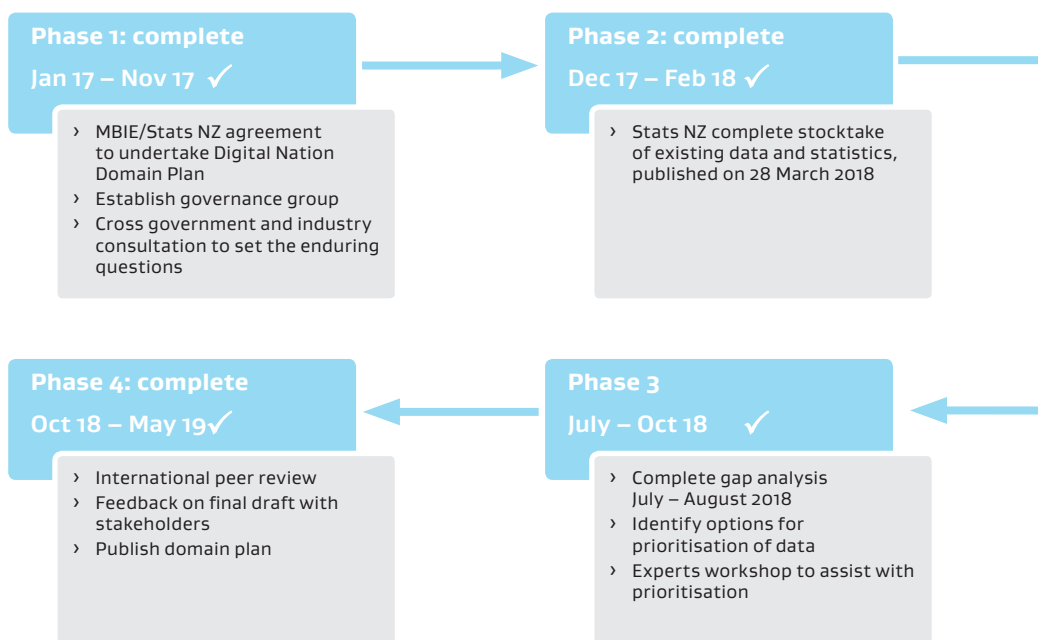 Phase 1: complete
Jan 17 – Nov 17 ✓
› MBIE/Stats NZ agreement
to undertake Digital Nation
Domain Plan
› Establish governance group
› Cross government and industry
consultation to set the enduring
questions
Phase 2: complete
Dec 17 – Feb 18 ✓
› Stats NZ complete stocktake
of existing data and statistics,
published on 28 March 2018
Phase 3
July – Oct 18 ✓
› Complete gap analysis
July – August 2018
› Identify options for
prioritisation of data
› Experts workshop to assist with
prioritisation
Phase 4: complete
Oct 18 – May 19✓
› International peer review
› Feedback on final draft with
stakeholders
› Publish domain plan